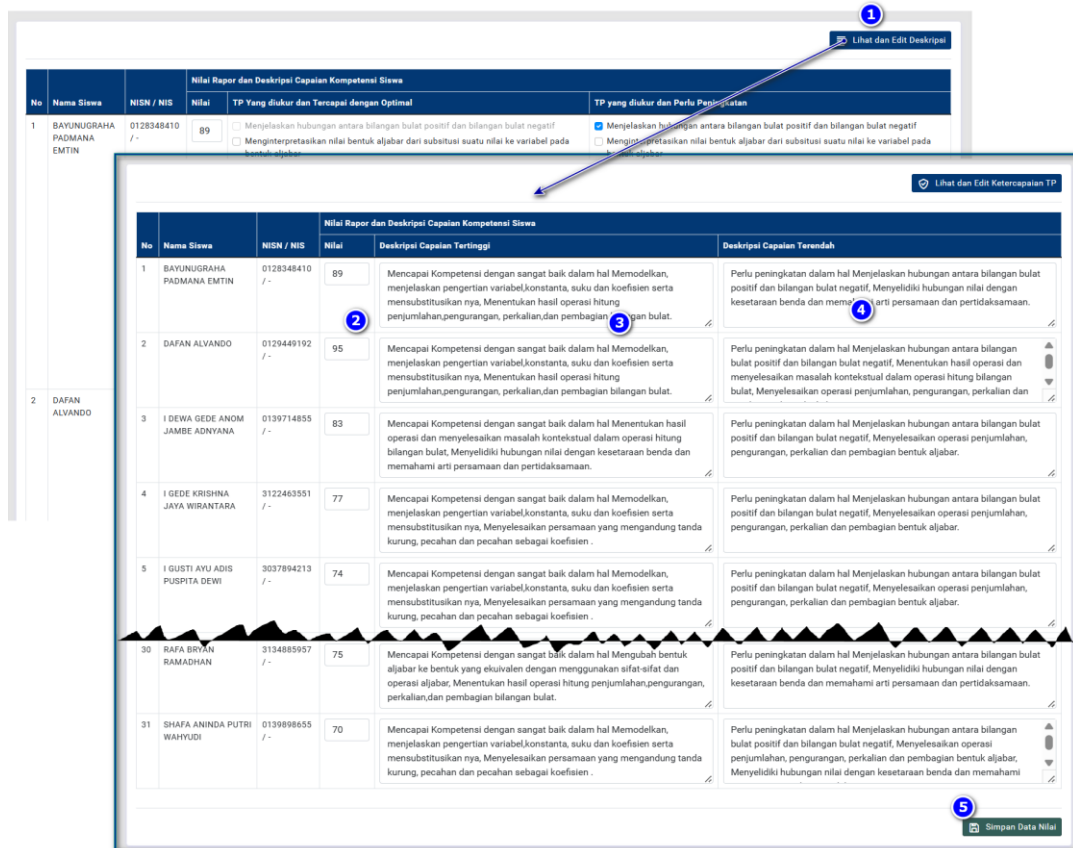 1
Lihat dan Edit Deskripsi
Nilai Rapor dan Deskripsi Capaian Kompetensi Siswa
No Nama Siswa NISN / NIS Nilai TP Yang diukur dan Tercapai dengan Optimal TP yang diukur dan Perlu Peningkatan
1 BAYUNUGRAHA PADMANA EMTIN 0128348410 / - 89
Menjelaskan hubungan antara bilangan bulat positif dan bilangan bulat negatif
Menginterpretasikan nilai bentuk aljabar dari subsitusi suatu nilai ke variabel pada
bentuk aljabar
Menjelaskan hubungan antara bilangan bulat positif dan bilangan bulat negatif
Menginterpretasikan nilai bentuk aljabar dari subsitusi suatu nilai ke variabel pada
bentuk aljabar
2 DAFAN
ALVANDO
Lihat dan Edit Ketercapaian TP
Nilai Rapor dan Deskripsi Capaian Kompetensi Siswa
No Nama Siswa NISN / NIS Nilai Deskripsi Capaian Tertinggi Deskripsi Capaian Terendah
1 BAYUNUGRAHA
PADMANA EMTIN
0128348410
/ -
89
Mencapai Kompetensi dengan sangat baik dalam hal Memodelkan,
menjelaskan pengertian variabel,konstanta, suku dan koefisien serta
mensubstitusikan nya, Menentukan hasil operasi hitung
penjumlahan,pengurangan, perkalian,dan pembagian bilangan bulat.
Perlu peningkatan dalam hal Menjelaskan hubungan antara bilangan bulat
positif dan bilangan bulat negatif, Menyelidiki hubungan nilai dengan
kesetaraan benda dan memahami arti persamaan dan pertidaksamaan.
2
3
4
2 DAFAN ALVANDO
0129449192
/ -
95
Mencapai Kompetensi dengan sangat baik dalam hal Memodelkan,
menjelaskan pengertian variabel,konstanta, suku dan koefisien serta
mensubstitusikan nya, Menentukan hasil operasi hitung
penjumlahan,pengurangan, perkalian,dan pembagian bilangan bulat.
Perlu peningkatan dalam hal Menjelaskan hubungan antara bilangan
bulat positif dan bilangan bulat negatif, Menentukan hasil operasi dan
menyelesaikan masalah kontekstual dalam operasi hitung bilangan
bulat, Menyelesaikan operasi penjumlahan, pengurangan, perkalian dan
3 I DEWA GEDE ANOM
JAMBE ADNYANA
0139714855
/ -
83
Mencapai Kompetensi dengan sangat baik dalam hal Menentukan hasil
operasi dan menyelesaikan masalah kontekstual dalam operasi hitung
bilangan bulat, Menyelidiki hubungan nilai dengan kesetaraan benda dan
memahami arti persamaan dan pertidaksamaan.
Perlu peningkatan dalam hal Menjelaskan hubungan antara bilangan bulat
positif dan bilangan bulat negatif, Menyelesaikan operasi penjumlahan,
pengurangan, perkalian dan pembagian bentuk aljabar.
4 I GEDE KRISHNA
JAYA WIRANTARA
3122463551
/ -
77
Mencapai Kompetensi dengan sangat baik dalam hal Memodelkan,
menjelaskan pengertian variabel,konstanta, suku dan koefisien serta
mensubstitusikan nya, Menyelesaikan persamaan yang mengandung tanda
kurung, pecahan dan pecahan sebagai koefisien .
Perlu peningkatan dalam hal Menjelaskan hubungan antara bilangan bulat
positif dan bilangan bulat negatif, Menyelesaikan operasi penjumlahan,
pengurangan, perkalian dan pembagian bentuk aljabar.
5 I GUSTI AYU ADIS
PUSPITA DEWI
3037894213
/ -
74
Mencapai Kompetensi dengan sangat baik dalam hal Memodelkan,
menjelaskan pengertian variabel,konstanta, suku dan koefisien serta
mensubstitusikan nya, Menyelesaikan persamaan yang mengandung tanda
kurung, pecahan dan pecahan sebagai koefisien .
Perlu peningkatan dalam hal Menjelaskan hubungan antara bilangan bulat
positif dan bilangan bulat negatif, Menyelesaikan operasi penjumlahan,
pengurangan, perkalian dan pembagian bentuk aljabar.
30 RAFA BRYAN
RAMADHAN
3134885957
/ -
75
Mencapai Kompetensi dengan sangat baik dalam hal Mengubah bentuk
aljabar ke bentuk yang ekuivalen dengan menggunakan sifat-sifat dan
operasi aljabar, Menentukan hasil operasi hitung penjumlahan,pengurangan,
perkalian,dan pembagian bilangan bulat.
Perlu peningkatan dalam hal Menjelaskan hubungan antara bilangan bulat
positif dan bilangan bulat negatif, Menyelidiki hubungan nilai dengan
kesetaraan benda dan memahami arti persamaan dan pertidaksamaan.
31 SHAFA ANINDA PUTRI
WAHYUDI
0139898655
/ -
70
Mencapai Kompetensi dengan sangat baik dalam hal Memodelkan,
menjelaskan pengertian variabel,konstanta, suku dan koefisien serta
mensubstitusikan nya, Menyelesaikan persamaan yang mengandung tanda
kurung, pecahan dan pecahan sebagai koefisien .
Perlu peningkatan dalam hal Menjelaskan hubungan antara bilangan
bulat positif dan bilangan bulat negatif, Menyelesaikan operasi
penjumlahan, pengurangan, perkalian dan pembagian bentuk aljabar,
Menyelidiki hubungan nilai dengan kesetaraan benda dan memahami
5
Simpan Data Nilai